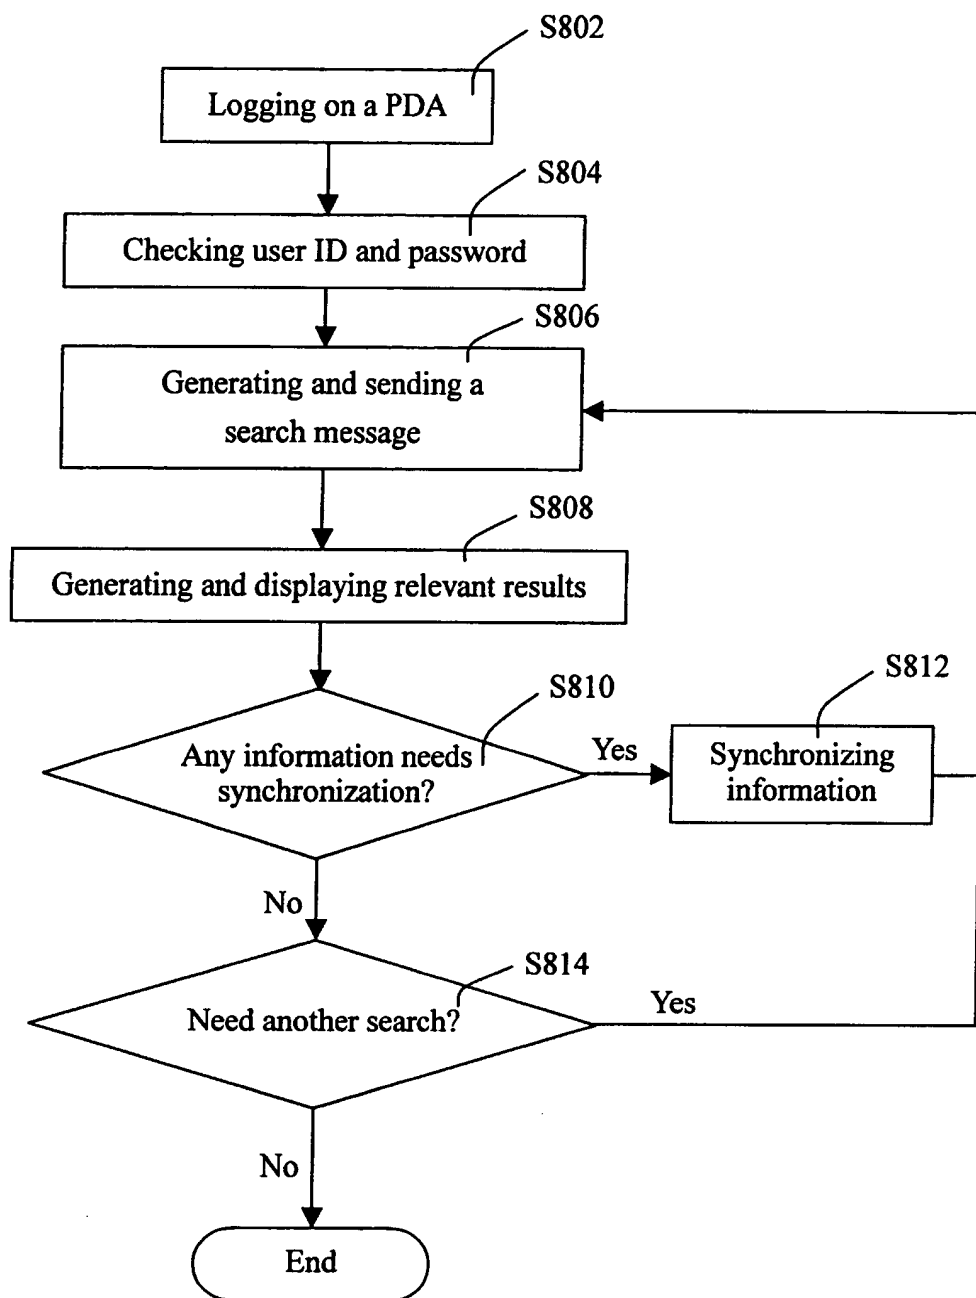 S802
Logging on a PDA
S804
Checking user ID and password
S806
Generating and sending a
search message
S808
Generating and displaying relevant results
S810
Any information needs
synchronization?
Yes
S812
Synchronizing
information
No
S814
Need another search?
Yes
No
End